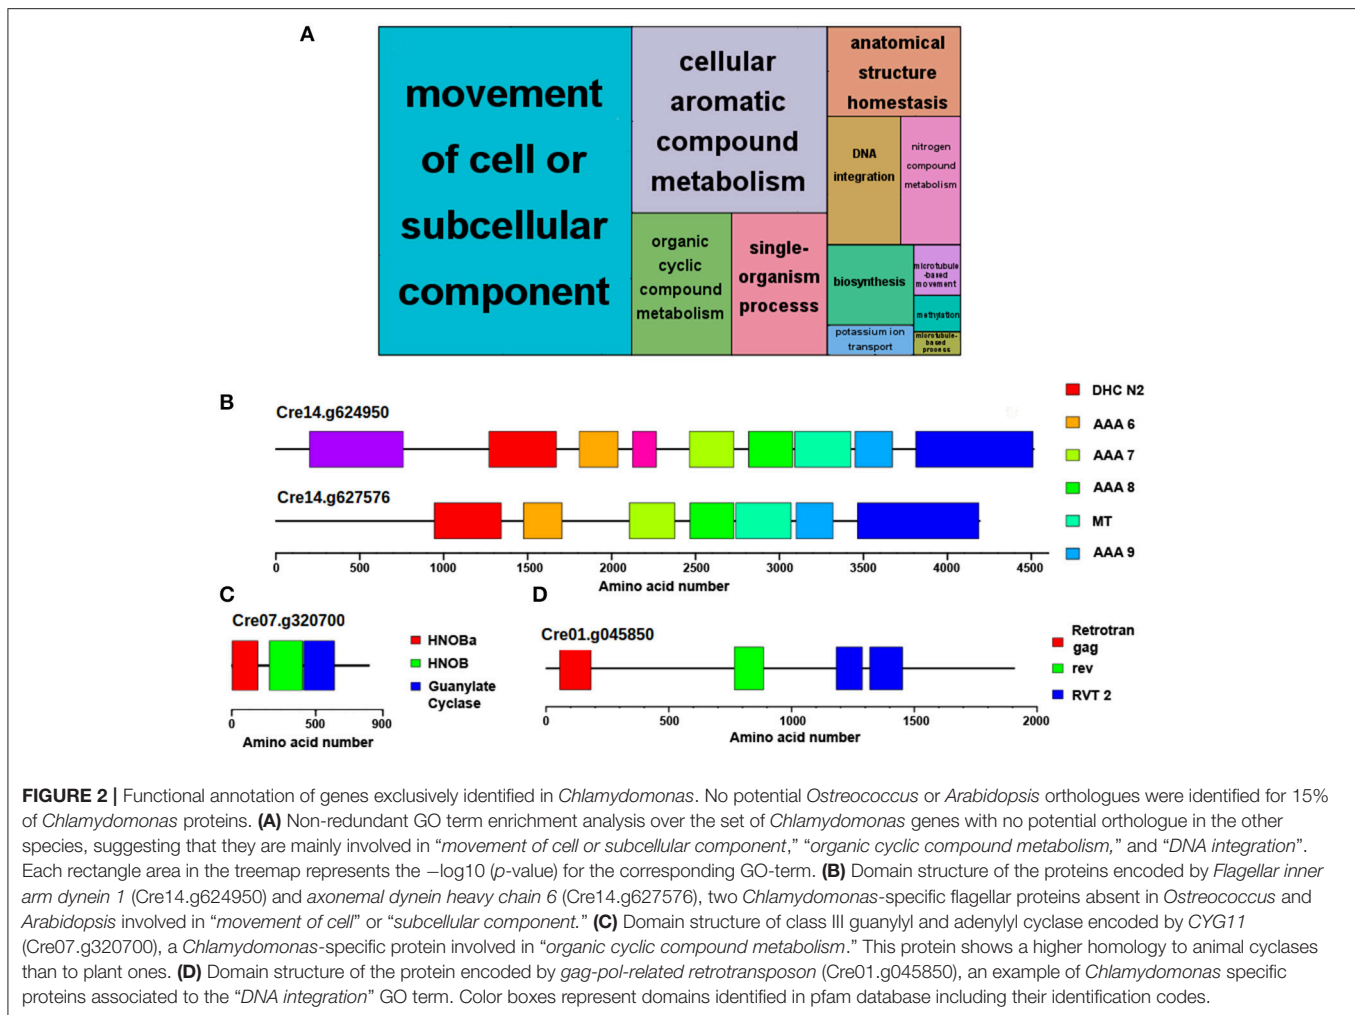 A
movement
of cell or
subcellular
component
cellular
aromatic
compound
metabolism
organic
cyclic
compound
metabolism
single-
organism
processs
anatomical
structure
homestasis
DNA
integration
nitrogen
compound
metabolism
biosynthesis
microtubule
-based
movement
methylation
potassium ion
transport
microtubule-
based
process
B
Cre14.g624950
Cre14.g627576
0 500 1000 1500 2000 2500 3000 3500 4000 4500
Amino acid number
DHC N2
AAA 6
AAA 7
AAA 8
MT
AAA 9
C
Cre07.g320700
0 500 900
Amino acid number
HNOBa
HNOB
Guanylate
Cyclase
D
Cre01.g045850
0 500 1000 1500 2000
Amino acid number
Retrotran
gag
rev
RVT 2
FIGURE 2 | Functional annotation of genes exclusively identified in Chlamydomonas. No potential Ostreococcus or Arabidopsis orthologues were identified for 15%
of Chlamydomonas proteins. (A) Non-redundant GO term enrichment analysis over the set of Chlamydomonas genes with no potential orthologue in the other
species, suggesting that they are mainly involved in “movement of cell or subcellular component,” “organic cyclic compound metabolism,” and “DNA integration”.
Each rectangle area in the treemap represents the −log10 (p-value) for the corresponding GO-term. (B) Domain structure of the proteins encoded by Flagellar inner
arm dynein 1 (Cre14.g624950) and axonemal dynein heavy chain 6 (Cre14.g627576), two Chlamydomonas-specific flagellar proteins absent in Ostreococcus and
Arabidopsis involved in “movement of cell” or “subcellular component.” (C) Domain structure of class III guanylyl and adenylyl cyclase encoded by CYG11
(Cre07.g320700), a Chlamydomonas-specific protein involved in “organic cyclic compound metabolism.” This protein shows a higher homology to animal cyclases
than to plant ones. (D) Domain structure of the protein encoded by gag-pol-related retrotransposon (Cre01.g045850), an example of Chlamydomonas specific
proteins associated to the “DNA integration” GO term. Color boxes represent domains identified in pfam database including their identification codes.